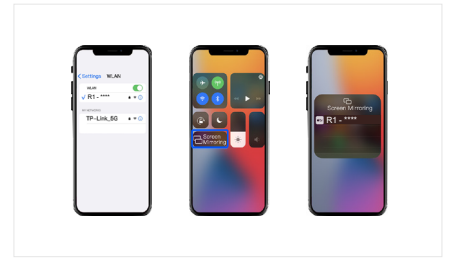 Settings WLAN
WLAN
R1 - ****
TP-Link_5G
Screen
Mirroring
Screen Mirroring
R1 - ****